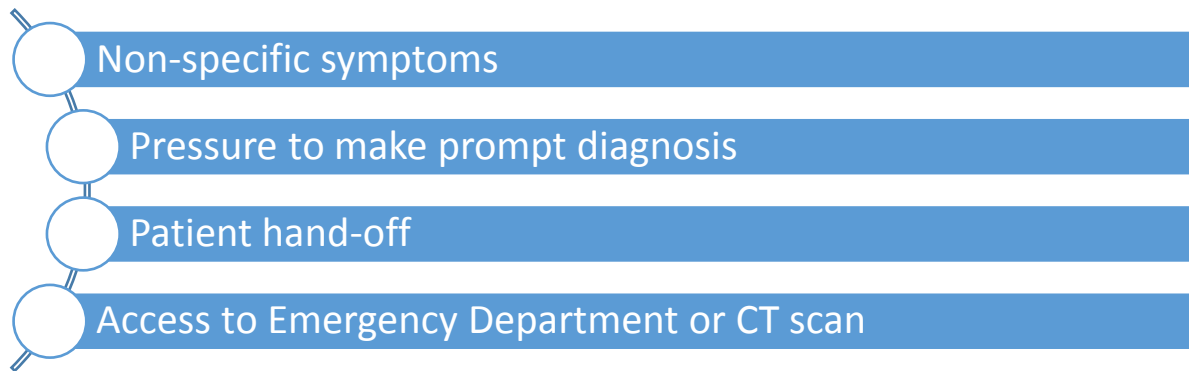 Non-specific symptoms
Pressure to make prompt diagnosis
Patient hand-off
Access to Emergency Department or CT scan